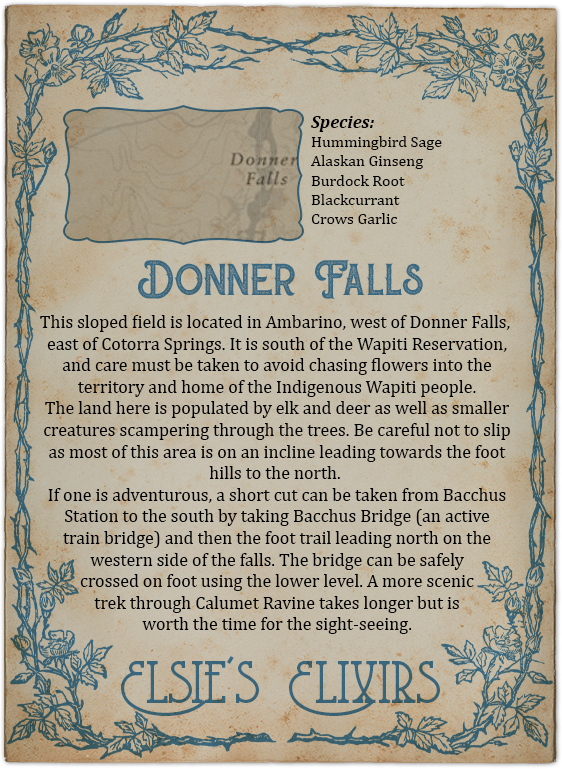 Donner
Falls
Species:
Hummingbird Sage
Alaskan Ginseng
Burdock Root
Blackcurrant
Crows Garlic
Donner Falls
This sloped field is located in Ambarino, west of Donner Falls,
east of Cotorra Springs. It is south of the Wapiti Reservation,
and care must be taken to avoid chasing flowers into the
territory and home of the Indigenous Wapiti people.
The land here is populated by elk and deer as well as smaller
creatures scampering through the trees. Be careful not to slip
as most of this area is on an incline leading towards the foot
hills to the north.
If one is adventurous, a short cut can be taken from Bacchus
Station to the south by taking Bacchus Bridge (an active
train bridge) and then the foot trail leading north on the
western side of the falls. The bridge can be safely
crossed on foot using the lower level. A more scenic
trek through Calumet Ravine takes longer but is
worth the time for the sight-seeing.
Elsie's Elixirs